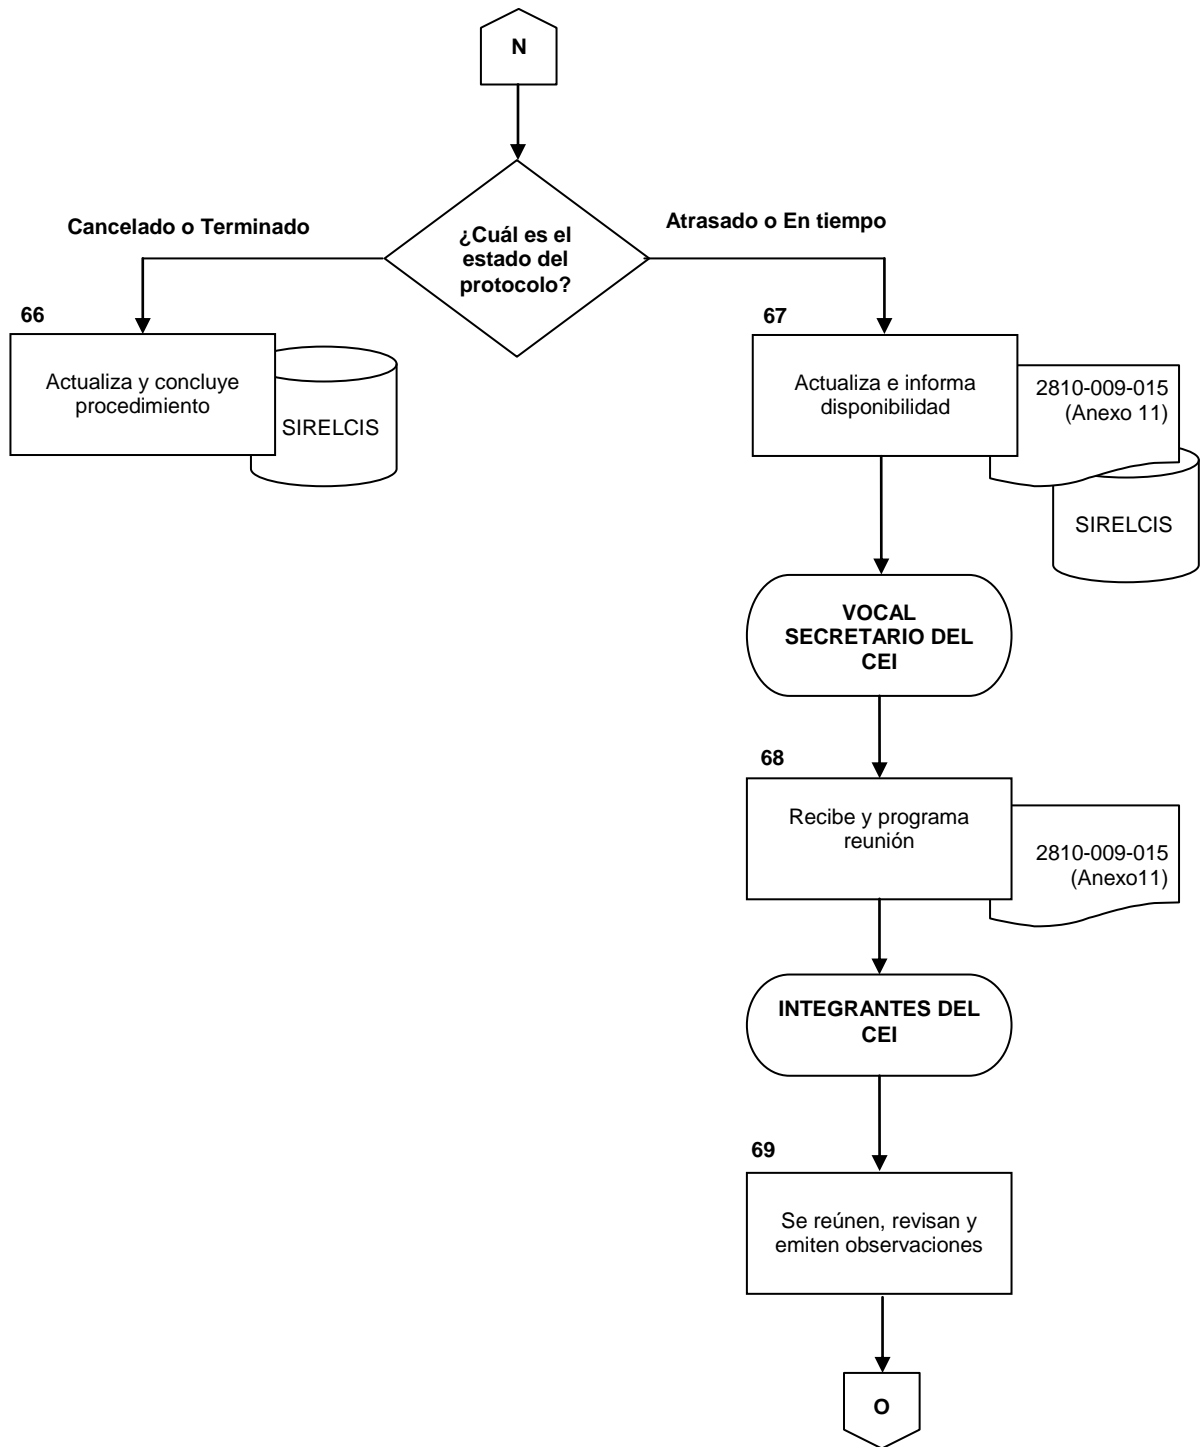 N
Cancelado o Terminado
Atrasado o En tiempo
¿Cuál es el
estado del
protocolo?
66
Actualiza y concluye
procedimiento
SIRELCIS
67
Actualiza e informa
disponibilidad
2810-009-015
(Anexo 11)
SIRELCIS
VOCAL
SECRETARIO DEL
CEI
68
Recibe y programa
reunión
2810-009-015
(Anexo11)
INTEGRANTES DEL
CEI
69
Se reúnen, revisan y
emiten observaciones
O